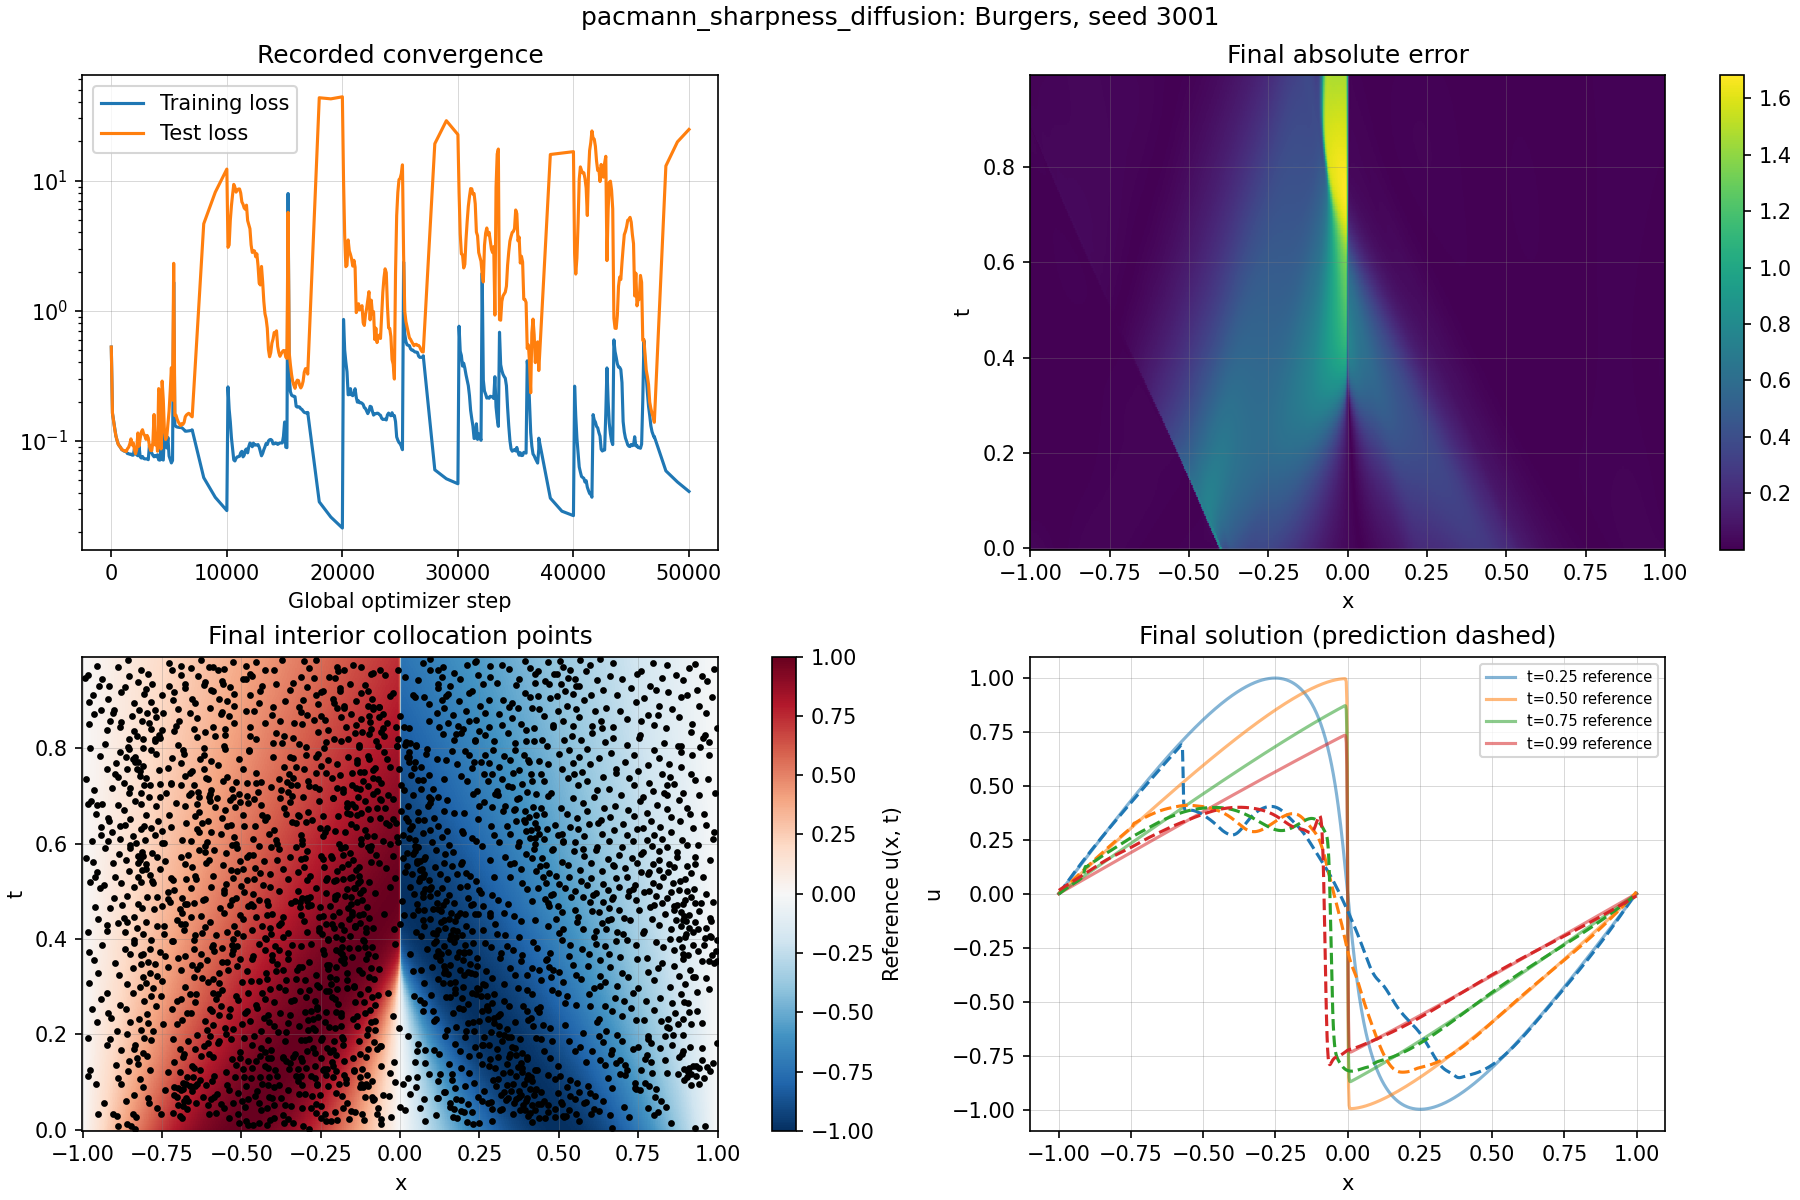 pacmann_sharpness_diffusion: Burgers, seed 3001
Recorded convergence
Training loss
Test loss
10^1
10^0
10^-1
0 10000 20000 30000 40000 50000
Global optimizer step
Final absolute error
t
0.8
0.6
0.4
0.2
0.0
−1.00 −0.75 −0.50 −0.25 0.00 0.25 0.50 0.75 1.00
x
1.6
1.4
1.2
1.0
0.8
0.6
0.4
0.2
Final interior collocation points
t
0.8
0.6
0.4
0.2
0.0
−1.00 −0.75 −0.50 −0.25 0.00 0.25 0.50 0.75 1.00
x
1.00
0.75
0.50
0.25
0.00
−0.25
−0.50
−0.75
−1.00
Reference u(x, t)
Final solution (prediction dashed)
t=0.25 reference
t=0.50 reference
t=0.75 reference
t=0.99 reference
u
1.00
0.75
0.50
0.25
0.00
−0.25
−0.50
−0.75
−1.00
−1.00 −0.75 −0.50 −0.25 0.00 0.25 0.50 0.75 1.00
x